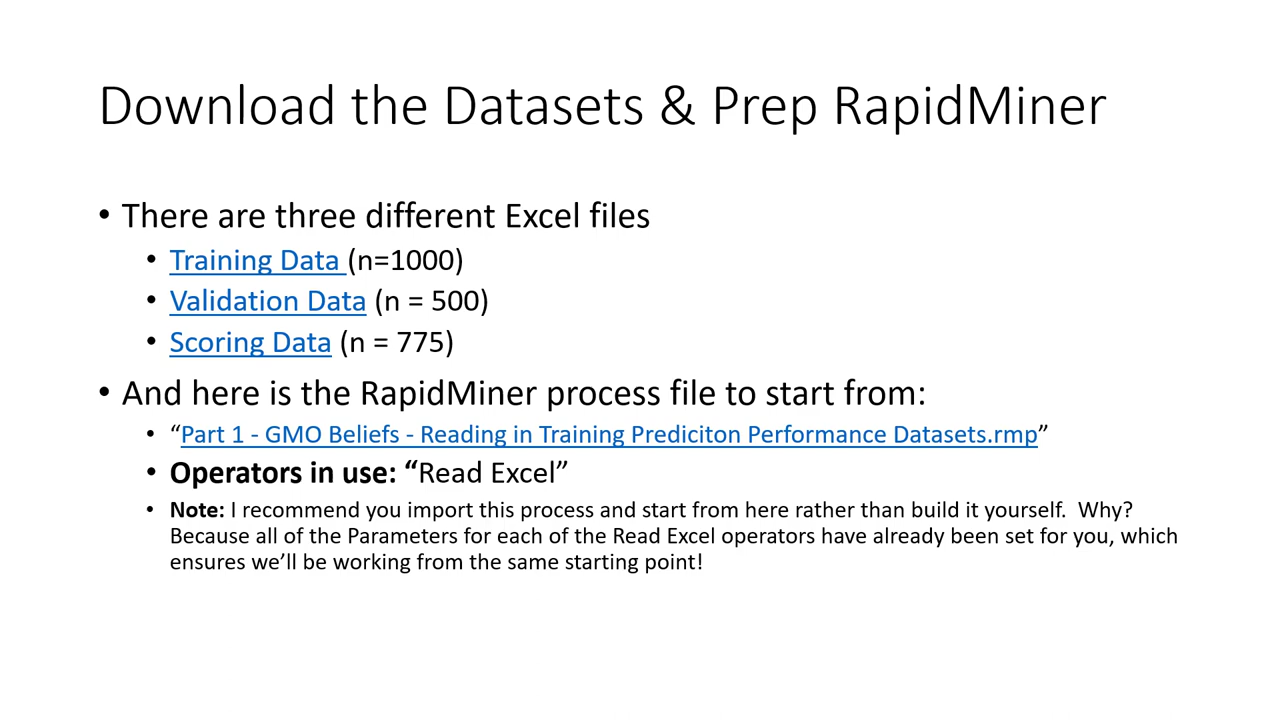 Download the Datasets & Prep RapidMiner
• There are three different Excel files
• Training Data (n=1000)
• Validation Data (n = 500)
• Scoring Data (n = 775)
• And here is the RapidMiner process file to start from:
• “Part 1 - GMO Beliefs - Reading in Training Prediciton Performance Datasets.rmp”
• Operators in use: “Read Excel”
• Note: I recommend you import this process and start from here rather than build it yourself.  Why?
Because all of the Parameters for each of the Read Excel operators have already been set for you, which
ensures we’ll be working from the same starting point!